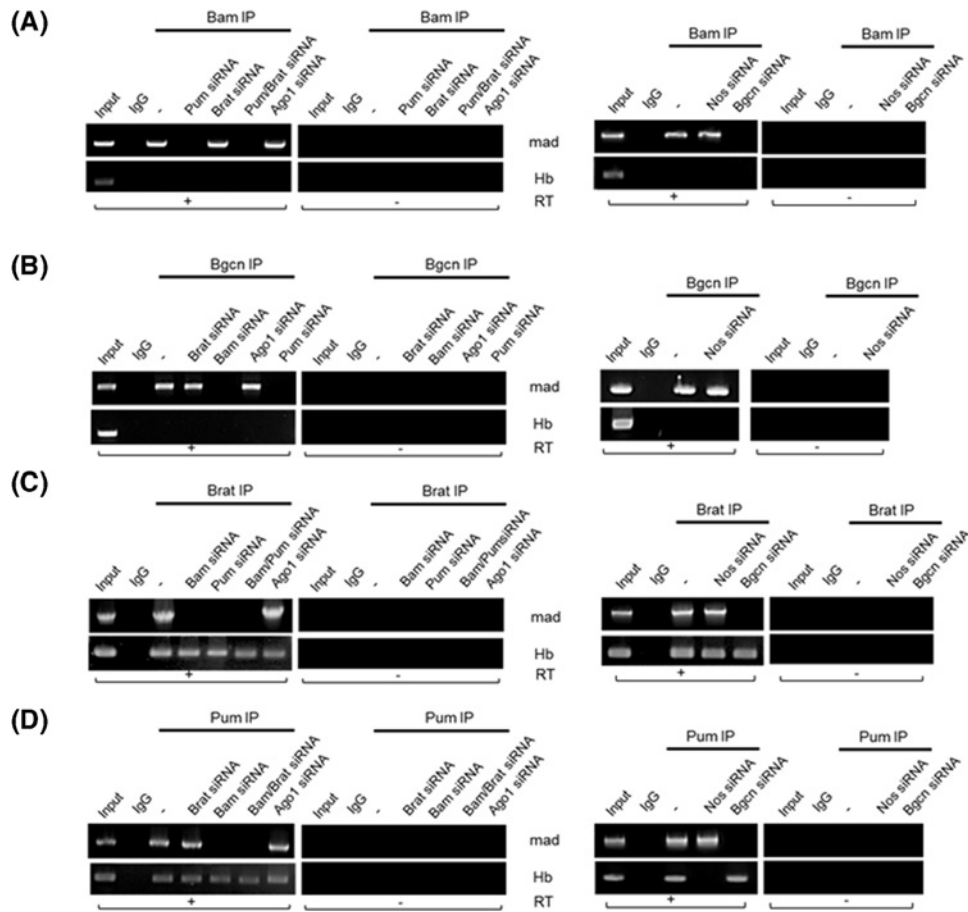 (A)
Bam IP
Bam IP
Input IgG - Pum siRNA Brat siRNA Pum/Brat siRNA Ago1 siRNA
Input IgG - Pum siRNA Brat siRNA Pum/Brat siRNA Ago1 siRNA
mad
Hb
+ - RT
Bam IP
Bam IP
Input IgG - Nos siRNA Bgcn siRNA
Input IgG - Nos siRNA Bgcn siRNA
+ -
(B)
Bgcn IP
Bgcn IP
Input IgG - Brat siRNA Bam siRNA Ago1 siRNA Pum siRNA
Input IgG - Brat siRNA Bam siRNA Ago1 siRNA Pum siRNA
mad
Hb
+ - RT
Bgcn IP
Bgcn IP
Input IgG - Nos siRNA
Input IgG - Nos siRNA
+ -
(C)
Brat IP
Brat IP
Input IgG - Bam siRNA Pum siRNA Bam/Pum siRNA Ago1 siRNA
Input IgG - Bam siRNA Pum siRNA Bam/PumsiRNA Ago1 siRNA
mad
Hb
+ - RT
Brat IP
Brat IP
Input IgG - Nos siRNA Bgcn siRNA
Input IgG - Nos siRNA Bgcn siRNA
+ -
(D)
Pum IP
Pum IP
Input IgG - Brat siRNA Bam siRNA Bam/Brat siRNA Ago1 siRNA
Input IgG - Brat siRNA Bam siRNA Bam/Brat siRNA Ago1 siRNA
mad
Hb
+ - RT
Pum IP
Pum IP
Input IgG - Nos siRNA Bgcn siRNA
Input IgG - Nos siRNA Bgcn siRNA
+ -